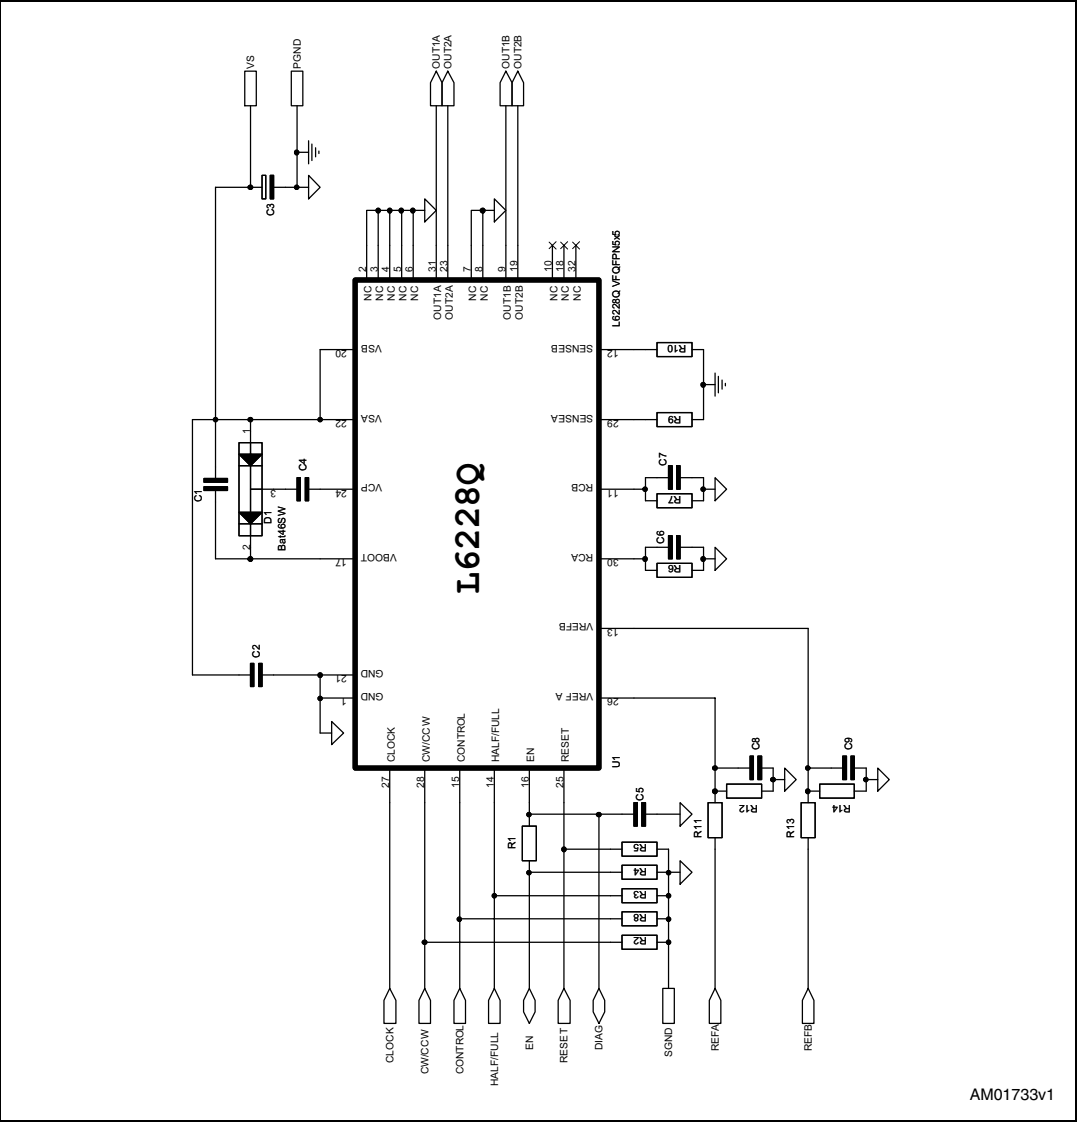 VS
PGND
OUT1A
OUT2A
OUT1B
OUT2B
C3
2
3
4
5
6
31
23
7
8
9
19
10
18
32
NC
NC
NC
NC
NC
OUT1A
OUT2A
NC
NC
OUT1B
OUT2B
NC
NC
NC
L6228Q VFQFPN5x5
20
VSB
SENSEB
12
R10
22
VSA
SENSEA
29
R9
1
C1
3
C4
24
VCP
RCB
11
C7
R7
D1
Bat46SW
2
17
VBOOT
RCA
30
C6
R6
L6228Q
VREFB
13
C2
21
GND
1
GND
VREF A
26
CLOCK
CW/CCW
CONTROL
HALF/FULL
EN
RESET
U1
27
28
15
14
16
25
C5
C8
C9
R12
R14
R1
R11
R13
R5
R4
R3
R8
R2
CLOCK
CW/CCW
CONTROL
HALF/FULL
EN
RESET
DIAG
SGND
REFA
REFB
AM01733v1